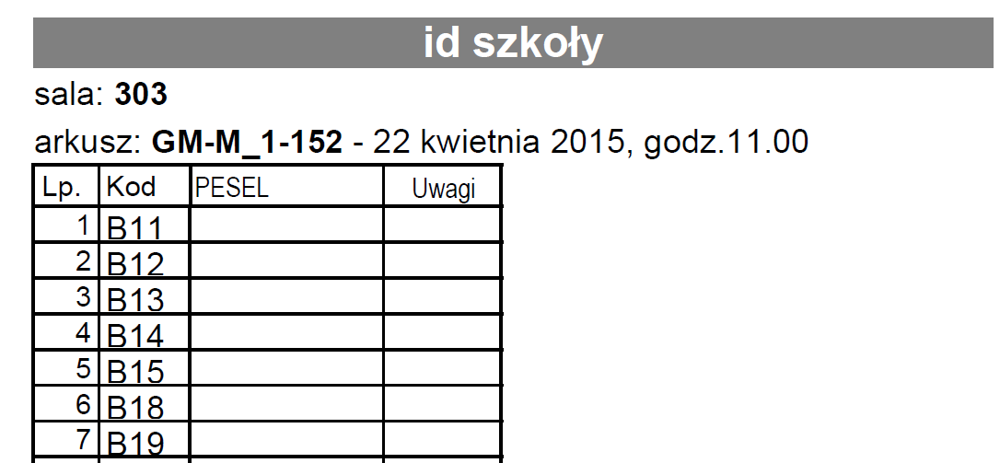 id szkoły
sala: 303
arkusz: GM-M_1-152 - 22 kwietnia 2015, godz.11.00
Lp. Kod PESEL Uwagi
1 B11
2 B12
3 B13
4 B14
5 B15
6 B18
7 B19